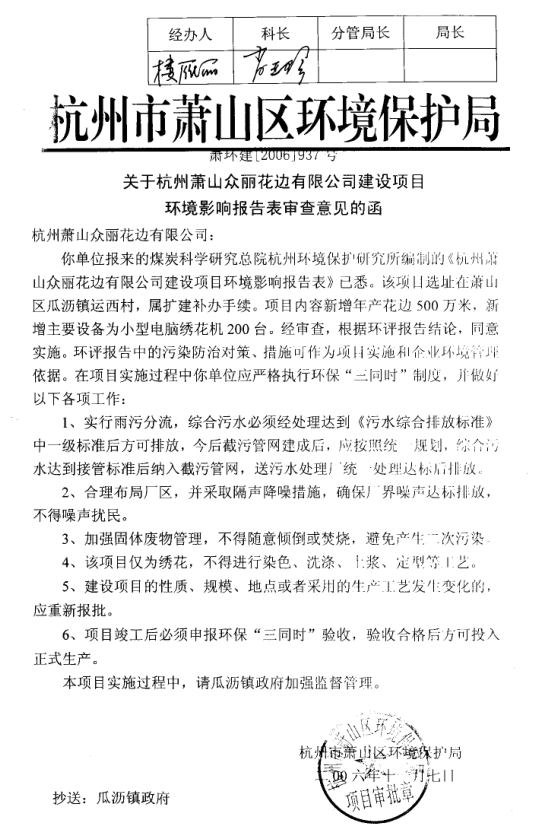 经办人 科长 分管局长 局长
杭州市萧山区环境保护局
萧环建[2006]937号
关于杭州萧山众丽花边有限公司建设项目
环境影响报告表审查意见的函
杭州萧山众丽花边有限公司：
你单位报来的煤炭科学研究总院杭州环境保护研究所编制的《杭州萧
山众丽花边有限公司建设项目环境影响报告表》已悉。该项目选址在萧山
区瓜沥镇运西村，属扩建补办手续。项目内容新增年产花边500万米，新
增主要设备为小型电脑绣花机200台。经审查，根据环评报告结论，同意
实施。环评报告中的污染防治对策、措施可作为项目实施和企业环境管理
依据。在项目实施过程中你单位应严格执行环保“三同时”制度，并做好
以下各项工作：
1、实行雨污分流，综合污水必须经处理达到《污水综合排放标准》
中一级标准后方可排放，今后截污管网建成后，应按照统一规划，综合污
水达到接管标准后纳入截污管网，送污水处理厂统一处理达标后排放。
2、合理布局厂区，并采取隔声降噪措施，确保厂界噪声达标排放，
不得噪声扰民。
3、加强固体废物管理，不得随意倾倒或焚烧，避免产生二次污染。
4、该项目仅为绣花，不得进行染色、洗涤、上浆、定型等工艺。
5、建设项目的性质、规模、地点或者采用的生产工艺发生变化的，
应重新报批。
6、项目竣工后必须申报环保“三同时”验收，验收合格后方可投入
正式生产。
本项目实施过程中，请瓜沥镇政府加强监督管理。
杭州市萧山区环境保护局
二00六年十 月七日
项目审批章
抄送：瓜沥镇政府